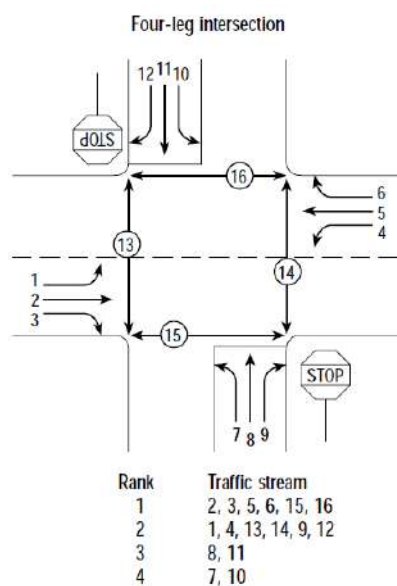 Four-leg intersection
12 11 10
STOP
16
6
5
4
13
14
1
2
3
15
STOP
7 8 9
Rank Traffic stream
1 2, 3, 5, 6, 15, 16
2 1, 4, 13, 14, 9, 12
3 8, 11
4 7, 10